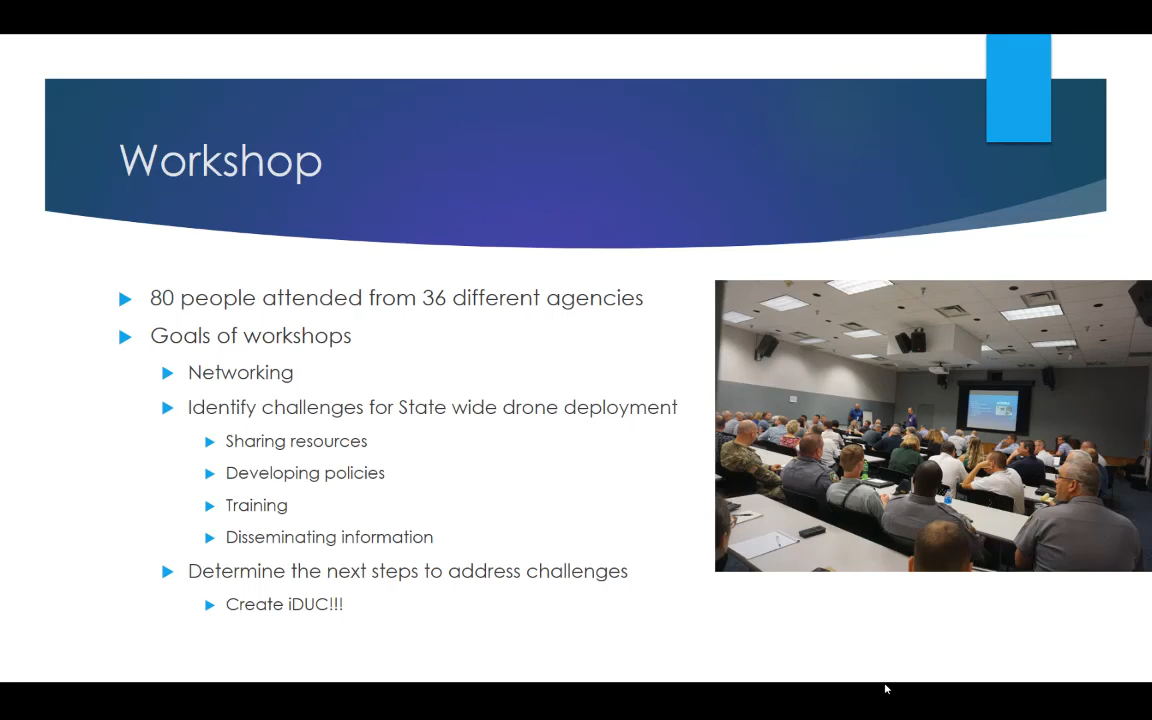 Workshop
80 people attended from 36 different agencies
Goals of workshops
Networking
Identify challenges for State wide drone deployment
Sharing resources
Developing policies
Training
Disseminating information
Determine the next steps to address challenges
Create iDUC!!!